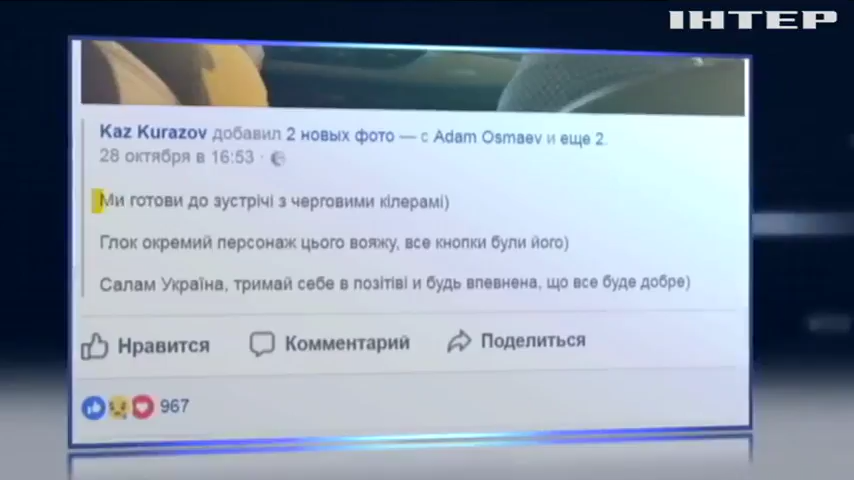 ІНТЕР
Kaz Kurazov добавил 2 новых фото — с Adam Osmaev и еще 2.
28 октября в 16:53 ·
Ми готови до зустрічі з черговими кілерамі)
Глок окремий персонаж цього вояжу, все кнопки були його)
Салам Україна, тримай себе в позітіві и будь впевнена, що все буде добре)
Нравится Комментарий Поделиться
967